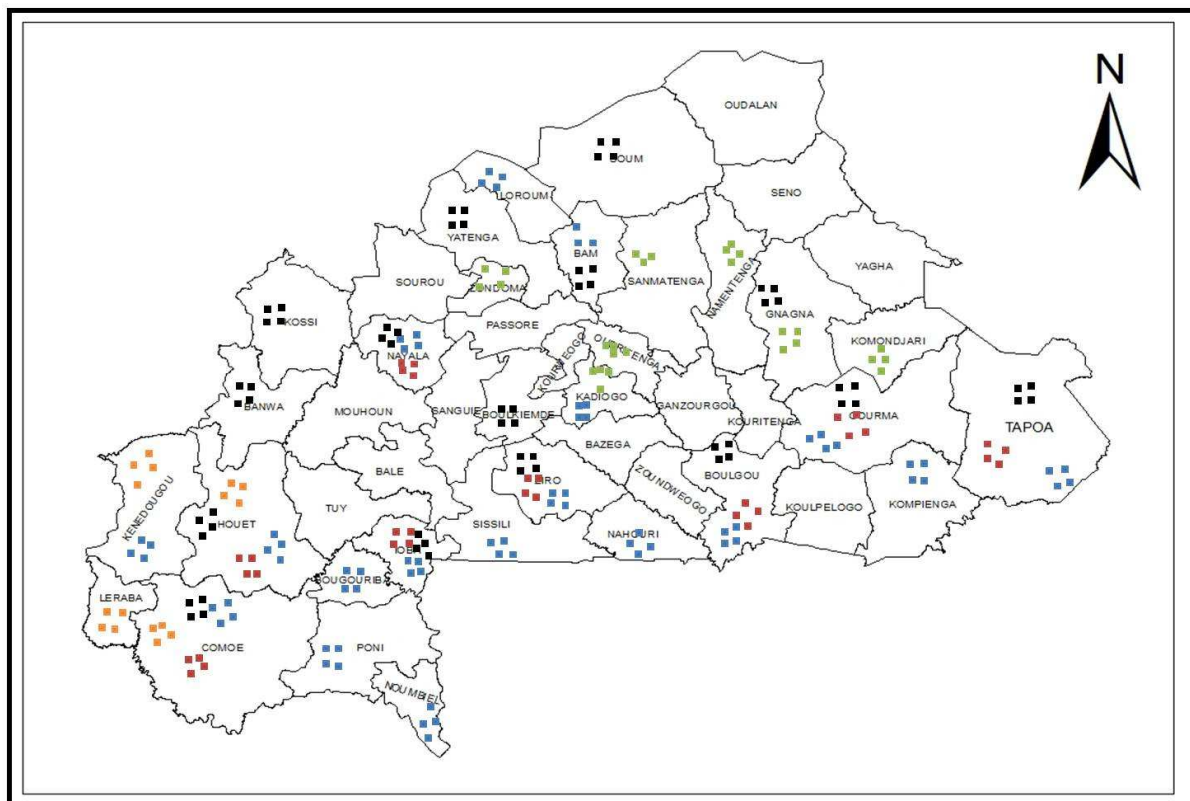 N
OUDALAN
SOUM
SENO
LOROUM
YATENGA
BAM
SANMATENGA
NAMENTENGA
YAGHA
SOUROU
ZONDOMA
GNAGNA
KOSSI
PASSORE
KOMONDJARI
NAYALA
KOURWEOGO
OUBRITENGA
BANWA
MOUHOUN
SANGUIE
BOULKIEMDE
KADIOGO
GANZOURGOU
KOURITENGA
GOURMA
TAPOA
BAZEGA
BALE
ZIRO
ZOUNDWEOGO
BOULGOU
KENEDOUGOU
HOUET
TUY
SISSILI
NAHOURI
KOULPELOGO
KOMPIENGA
IOBA
BOUGOURIBA
LERABA
COMOE
PONI
NOUMBIEL